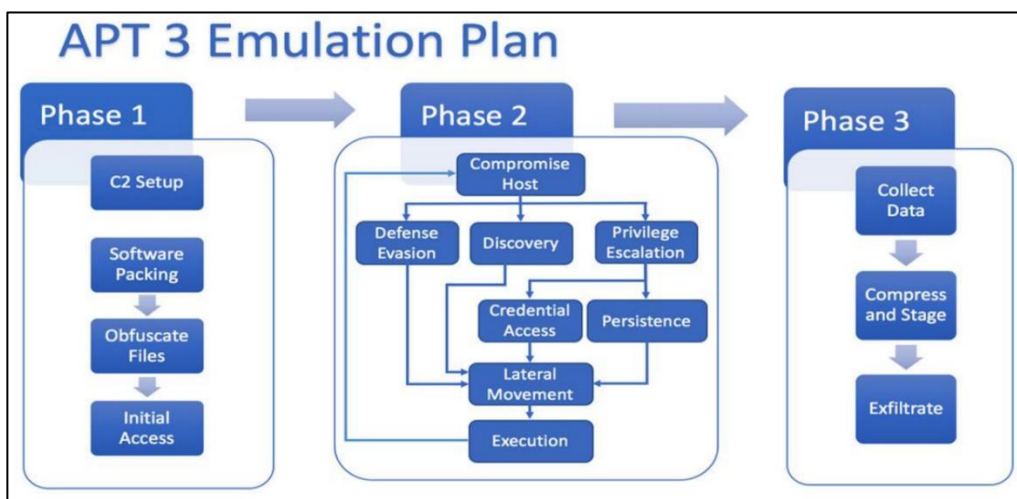 APT 3 Emulation Plan
Phase 1
C2 Setup
Software
Packing
Obfuscate
Files
Initial
Access
Phase 2
Compromise
Host
Defense
Evasion
Discovery
Privilege
Escalation
Credential
Access
Persistence
Lateral
Movement
Execution
Phase 3
Collect
Data
Compress
and Stage
Exfiltrate